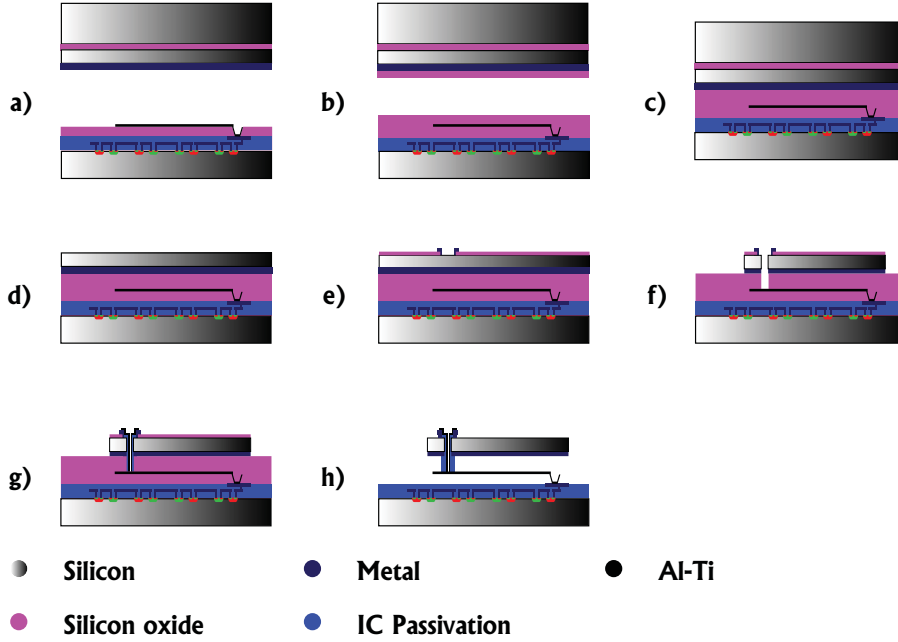 a)
b)
c)
d)
e)
f)
g)
h)
Silicon
Metal
Al-Ti
Silicon oxide
IC Passivation